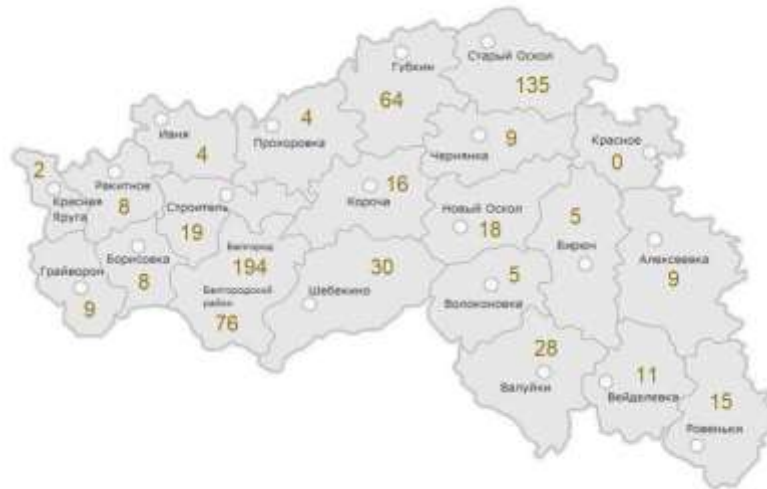 Губкин
64
Старый Оскол
135
Ивня
4
4
Прохоровка
Чернянка
9
Красное
0
2
Красная
Яруга
Ракитное
8
Строитель
19
Короча
16
Новый Оскол
18
5
Бирюч
Алексеевка
9
Грайворон
9
Борисовка
8
Белгород
194
Белгородский
район
76
30
Шебекино
5
Волоконовка
28
Валуйки
11
Вейделевка
15
Ровеньки